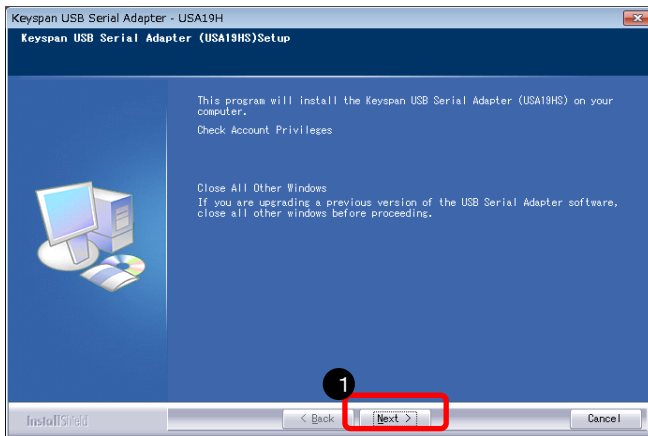 Keyspan USB Serial Adapter - USA19H
Keyspan USB Serial Adapter (USA19HS)Setup
This program will install the Keyspan USB Serial Adapter (USA19HS) on your
computer.
Check Account Privileges
Close All Other Windows
If you are upgrading a previous version of the USB Serial Adapter software,
close all other windows before proceeding.
1
InstallShield
< Back
Next >
Cancel